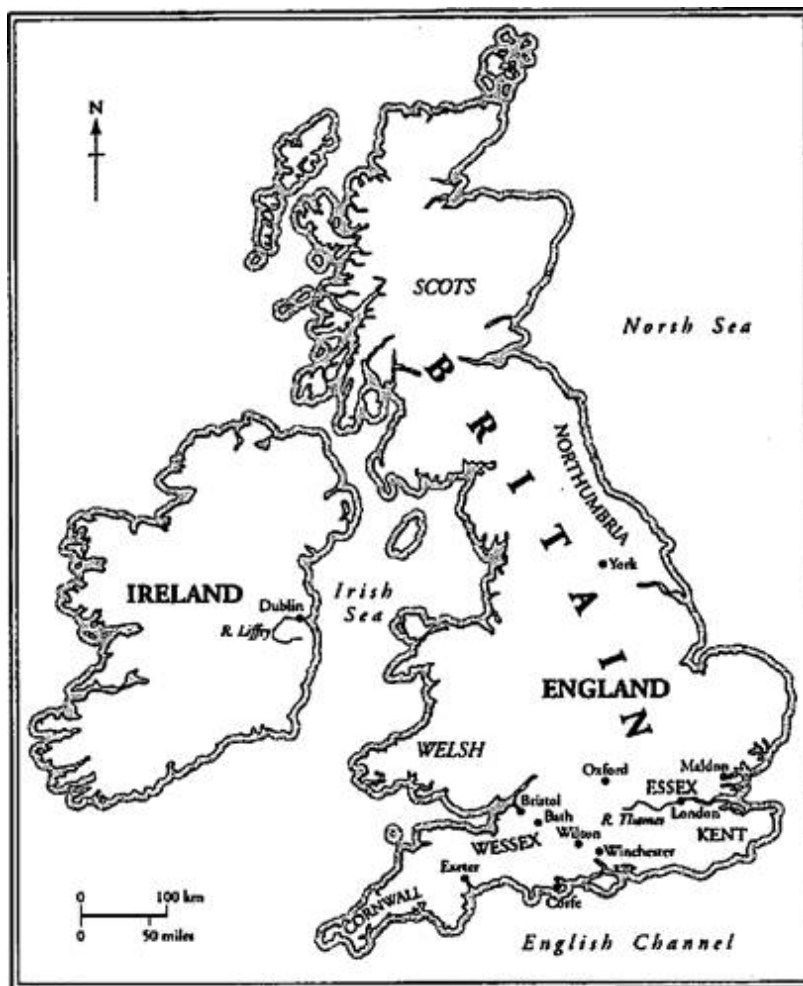 N
SCOTS
North Sea
BRITAIN
NORTHUMBRIA
York
IRELAND
Dublin
R. Liffey
Irish
Sea
ENGLAND
WELSH
Oxford
Maldon
ESSEX
Bristol
London
R. Thames
Bath
KENT
WESSEX
Wilton
Winchester
Exeter
Corfe
CORNWALL
0 100 km
0 50 miles
English Channel